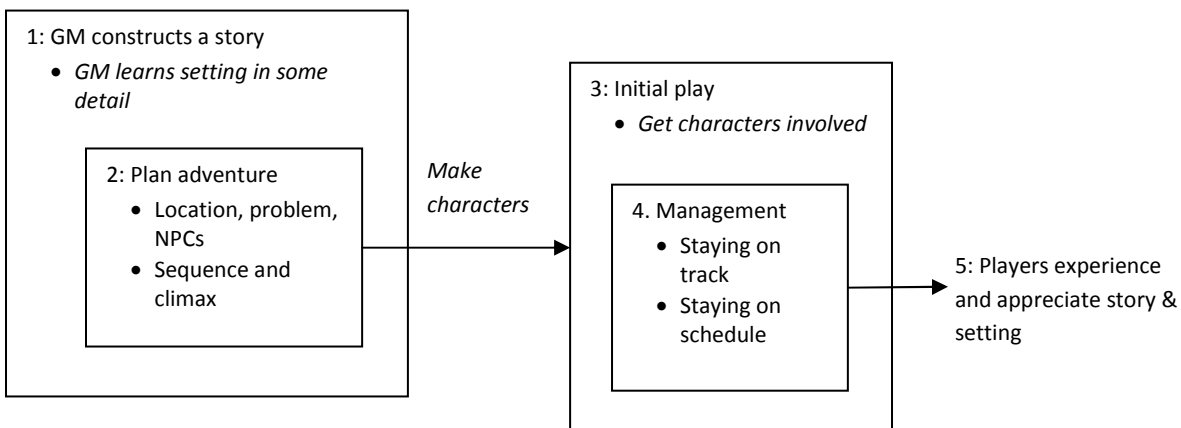 1: GM constructs a story
• GM learns setting in some
detail
2: Plan adventure
• Location, problem,
NPCs
• Sequence and
climax
Make
characters
3: Initial play
• Get characters involved
4. Management
• Staying on
track
• Staying on
schedule
5: Players experience
and appreciate story &
setting